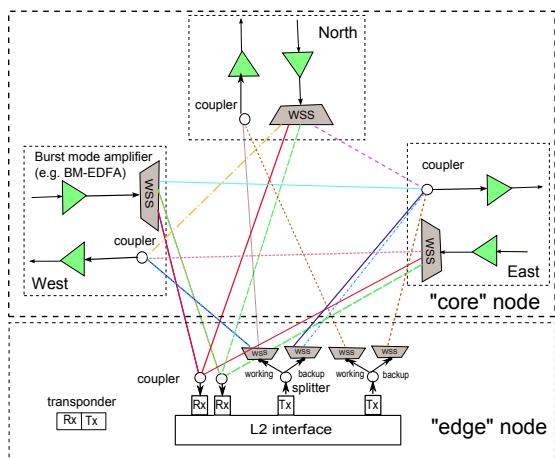 North
coupler
WSS
Burst mode amplifier
(e.g. BM-EDFA)
WSS
coupler
West
coupler
WSS
East
"core" node
WSS
WSS
WSS
WSS
working
backup
working
backup
splitter
coupler
transponder
Rx
Tx
Rx
Rx
Tx
Tx
L2 interface
"edge" node